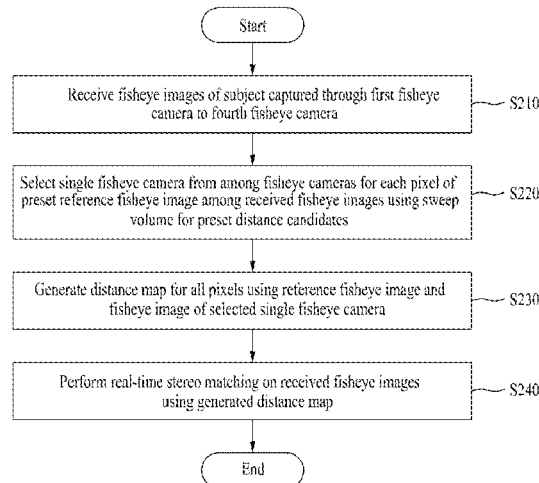 Start
Receive fisheye images of subject captured through first fisheye
camera to fourth fisheye camera
S210
Select single fisheye camera from among fisheye cameras for each pixel of
preset reference fisheye image among received fisheye images using sweep
volume for preset distance candidates
S220
Generate distance map for all pixels using reference fisheye image and
fisheye image of selected single fisheye camera
S230
Perform real-time stereo matching on received fisheye images
using generated distance map
S240
End